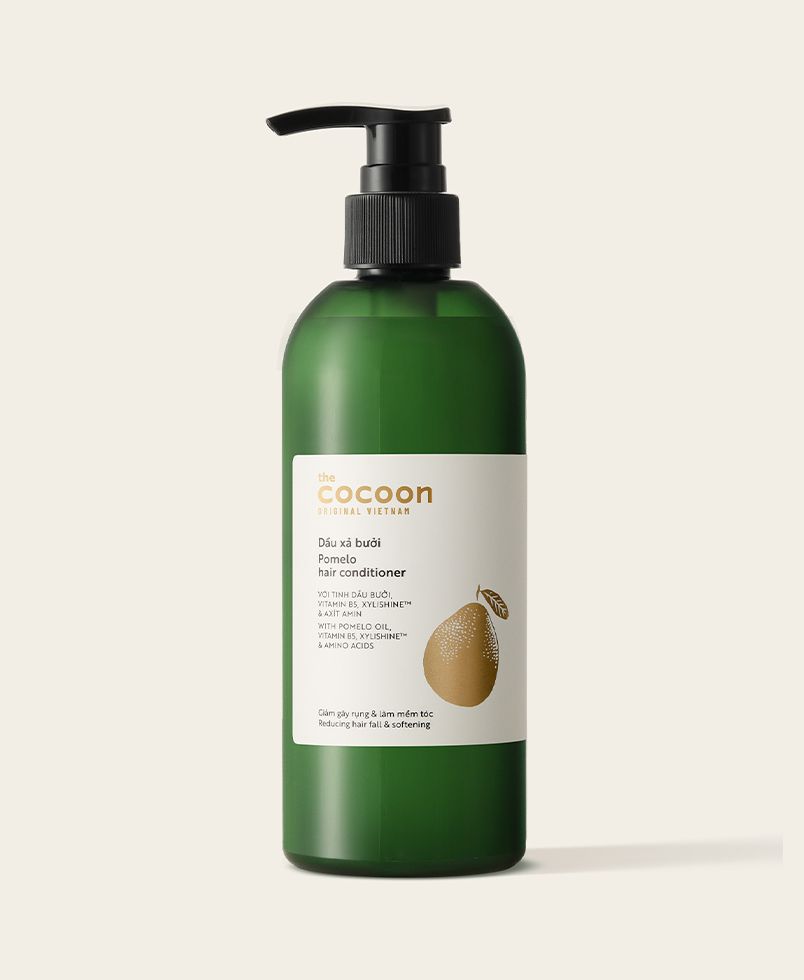 the
cocoon
ORIGINAL VIETNAM
Dầu xả bưởi
Pomelo
hair conditioner
VỚI TINH DẦU BƯỞI,
VITAMIN B5, XYLISHINE™
& AXÍT AMIN
WITH POMELO OIL,
VITAMIN B5, XYLISHINE™
& AMINO ACIDS
Giảm gãy rụng & làm mềm tóc
Reducing hair fall & softening